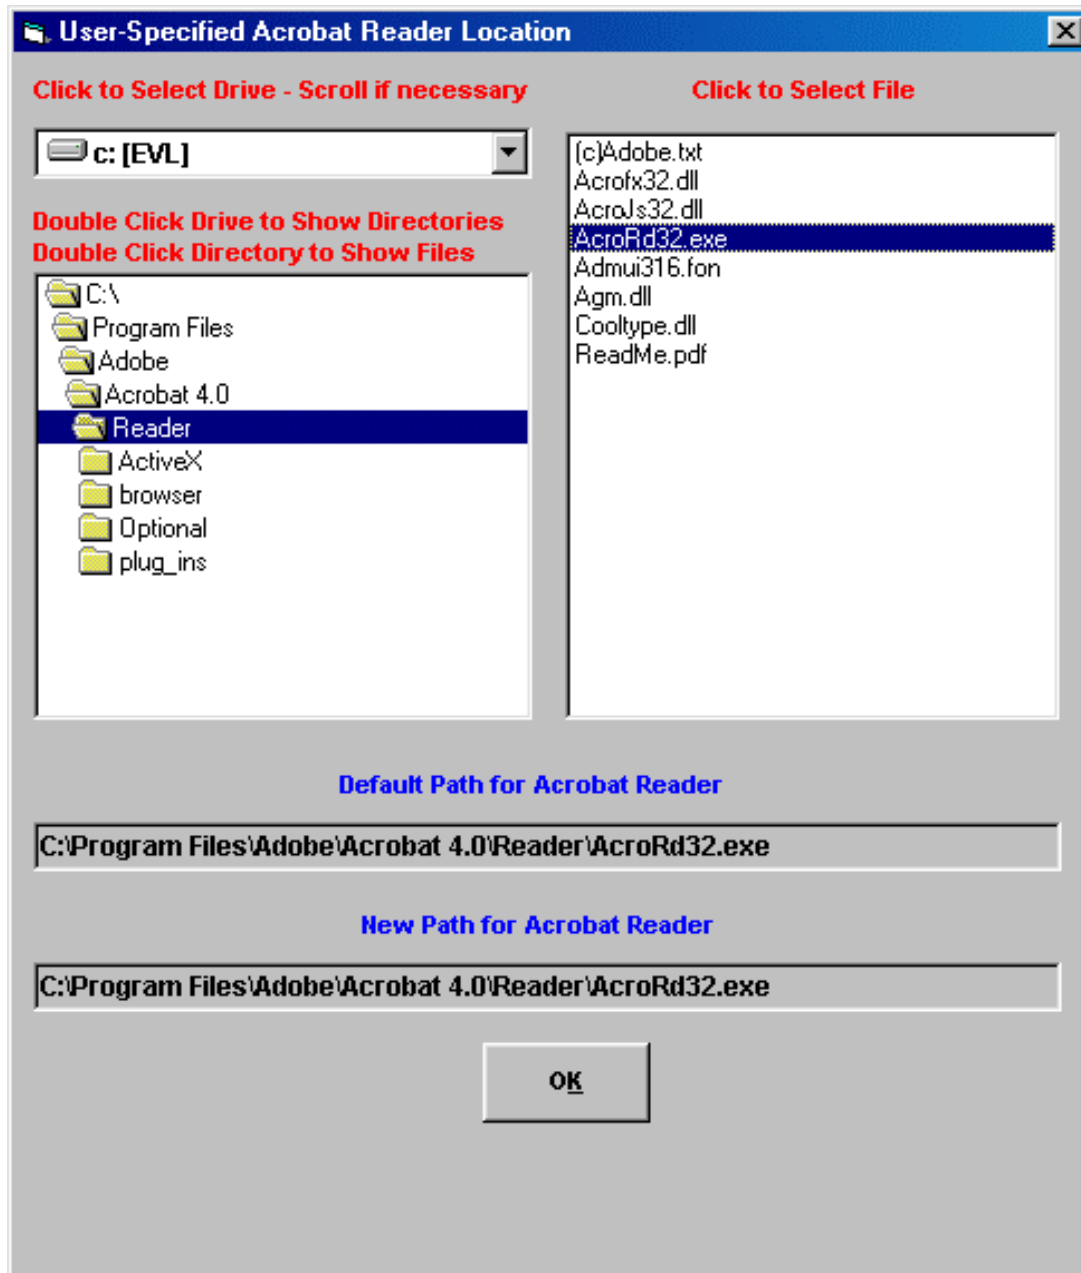 User-Specified Acrobat Reader Location
Click to Select Drive - Scroll if necessary
c: [EVL]
Double Click Drive to Show Directories
Double Click Directory to Show Files
C:\
Program Files
Adobe
Acrobat 4.0
Reader
ActiveX
browser
Optional
plug_ins
Click to Select File
(c)Adobe.txt
Acrofx32.dll
AcroJs32.dll
AcroRd32.exe
Admui316.fon
Agm.dll
Cooltype.dll
ReadMe.pdf
Default Path for Acrobat Reader
C:\Program Files\Adobe\Acrobat 4.0\Reader\AcroRd32.exe
New Path for Acrobat Reader
C:\Program Files\Adobe\Acrobat 4.0\Reader\AcroRd32.exe
OK